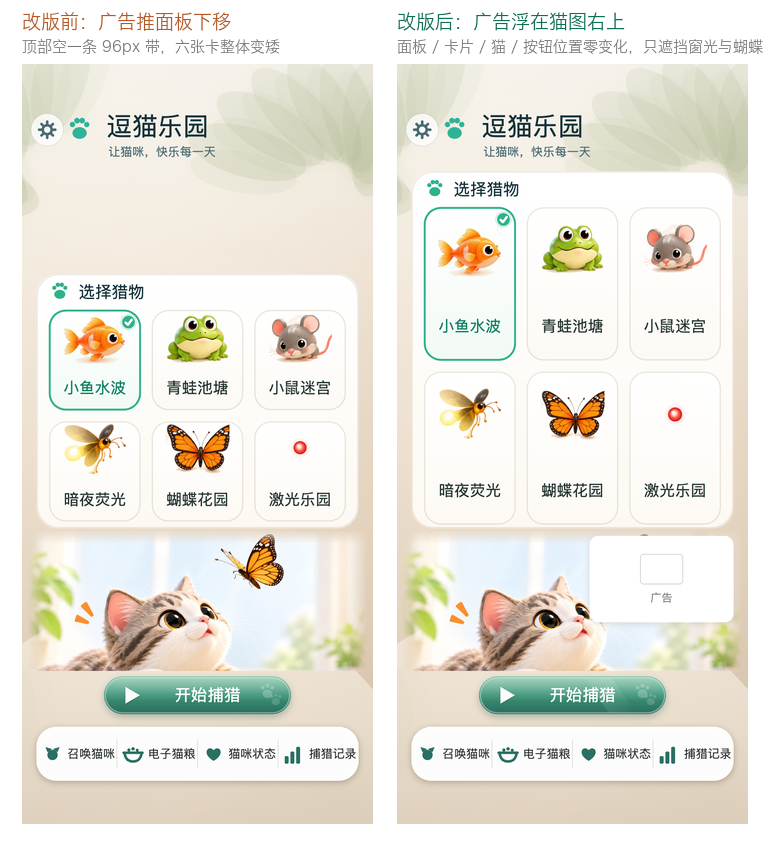 改版前：广告推面板下移
顶部空一条 96px 带，六张卡整体变矮
逗猫乐园
让猫咪，快乐每一天
选择猎物
小鱼水波
青蛙池塘
小鼠迷宫
暗夜荧光
蝴蝶花园
激光乐园
开始捕猎
召唤猫咪
电子猫粮
猫咪状态
捕猎记录
改版后：广告浮在猫图右上
面板 / 卡片 / 猫 / 按钮位置零变化，只遮挡窗光与蝴蝶
逗猫乐园
让猫咪，快乐每一天
选择猎物
小鱼水波
青蛙池塘
小鼠迷宫
暗夜荧光
蝴蝶花园
激光乐园
广告
开始捕猎
召唤猫咪
电子猫粮
猫咪状态
捕猎记录